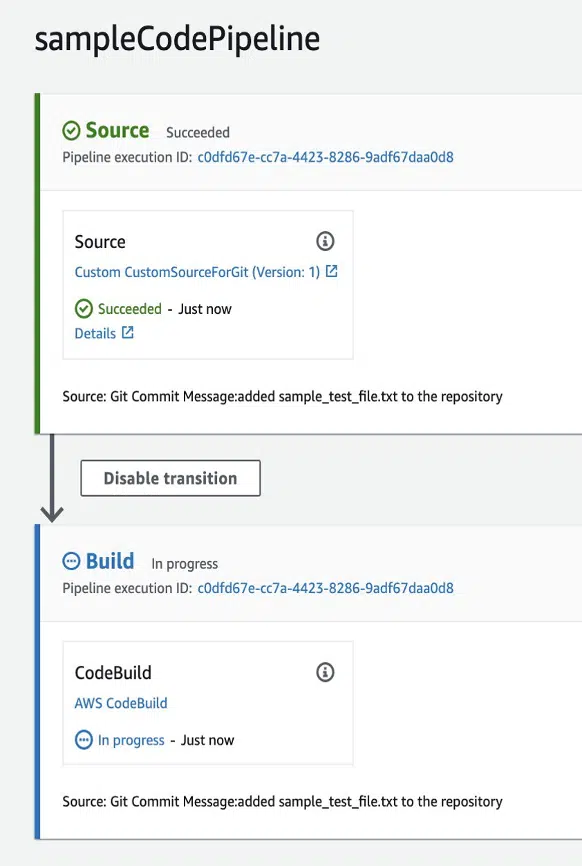 sampleCodePipeline
Source Succeeded
Pipeline execution ID: c0dfd67e-cc7a-4423-8286-9adf67daa0d8
Source
Custom CustomSourceForGit (Version: 1)
Succeeded - Just now
Details
Source: Git Commit Message:added sample_test_file.txt to the repository
Disable transition
Build In progress
Pipeline execution ID: c0dfd67e-cc7a-4423-8286-9adf67daa0d8
CodeBuild
AWS CodeBuild
In progress - Just now
Source: Git Commit Message:added sample_test_file.txt to the repository